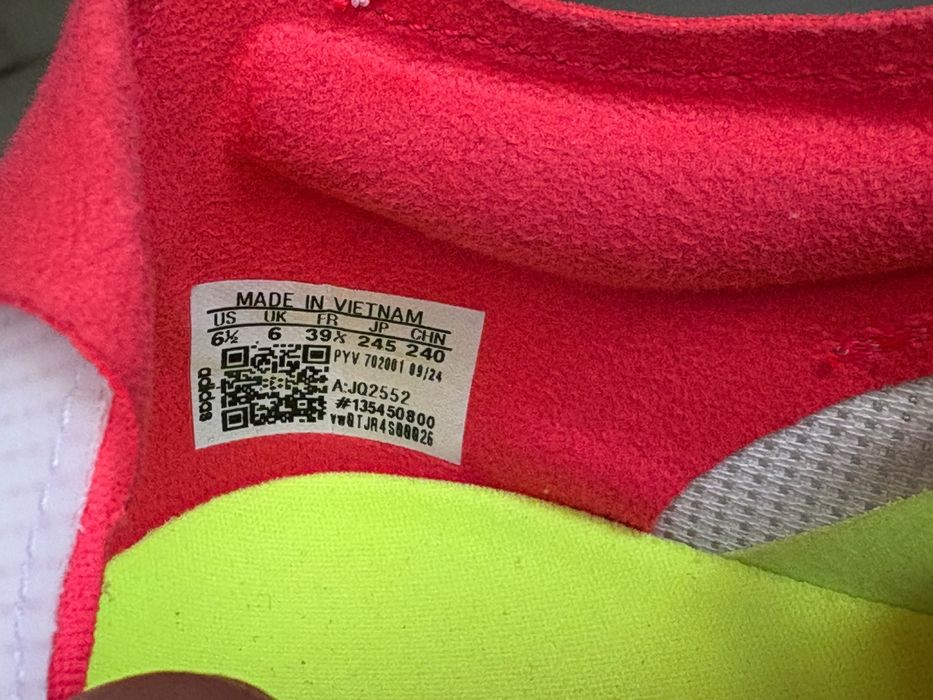 MADE IN VIETNAM
US UK FR JP CHN
6½ 6 39⅓ 245 240
PYV 702001 09/24
adidas
A:JQ2552
#135450800
vw0TJR4S00026